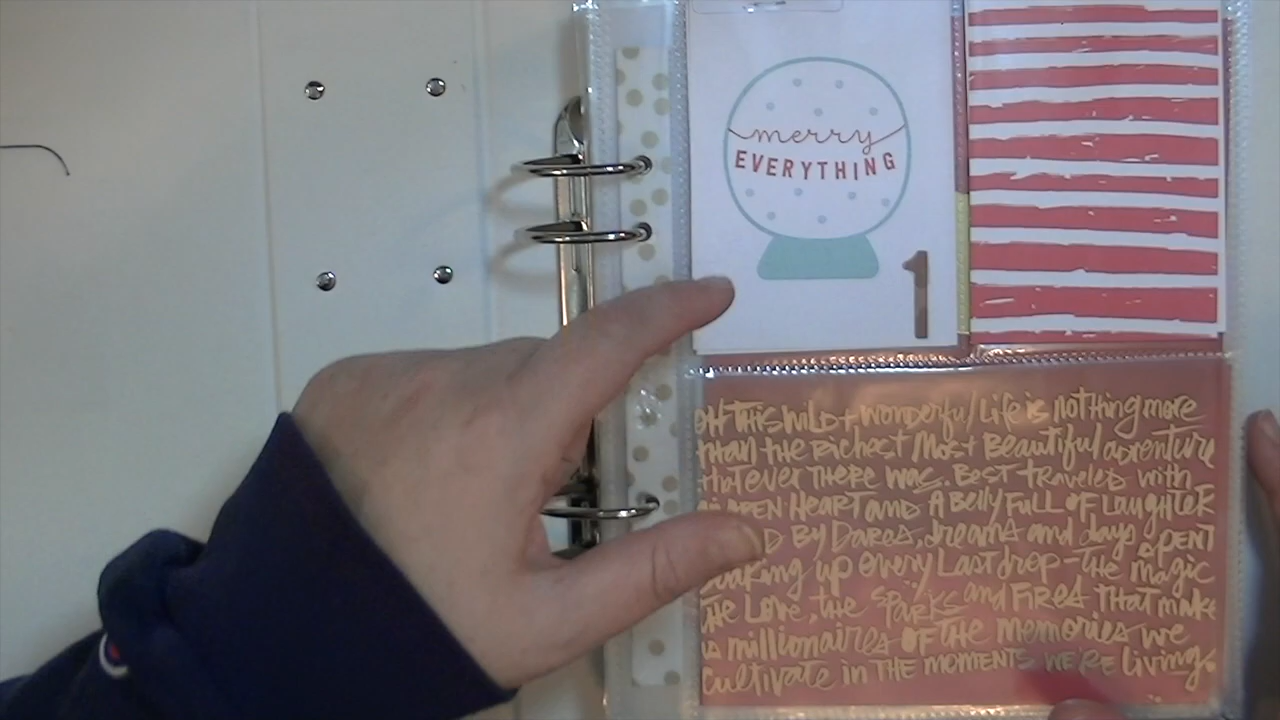 merry
EVERYTHING
1
OH THIS WILD + wonderful Life is nothing more
than the Richest Most Beautiful adventure
whatever THERE was. BEST Traveled with
OPEN HEART and A Belly FULL OF LAUGHTER
BY DARES, dreams and days SPENT
soaking up every Last drop - THE magic
THE LOVE, the SPARKS and FIRES THAT make
us millionaires OF THE memories we
cultivate in THE MOMENTS WE'RE living.